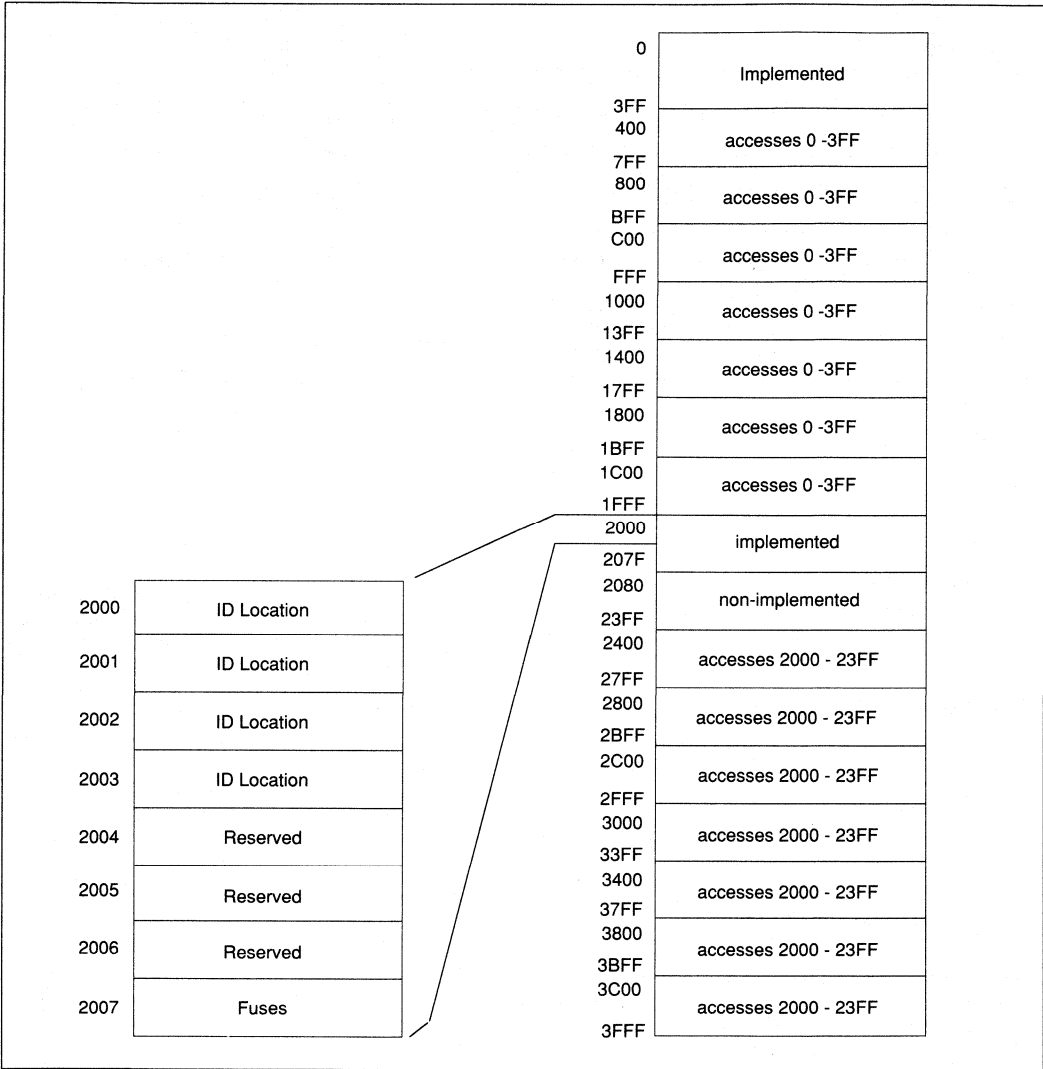 0
Implemented
3FF
400
accesses 0 -3FF
7FF
800
accesses 0 -3FF
BFF
C00
accesses 0 -3FF
FFF
1000
accesses 0 -3FF
13FF
1400
accesses 0 -3FF
17FF
1800
accesses 0 -3FF
1BFF
1C00
accesses 0 -3FF
1FFF
2000
implemented
207F
2080
non-implemented
23FF
2400
accesses 2000 - 23FF
27FF
2800
accesses 2000 - 23FF
2BFF
2C00
accesses 2000 - 23FF
2FFF
3000
accesses 2000 - 23FF
33FF
3400
accesses 2000 - 23FF
37FF
3800
accesses 2000 - 23FF
3BFF
3C00
accesses 2000 - 23FF
3FFF
2000 ID Location
2001 ID Location
2002 ID Location
2003 ID Location
2004 Reserved
2005 Reserved
2006 Reserved
2007 Fuses